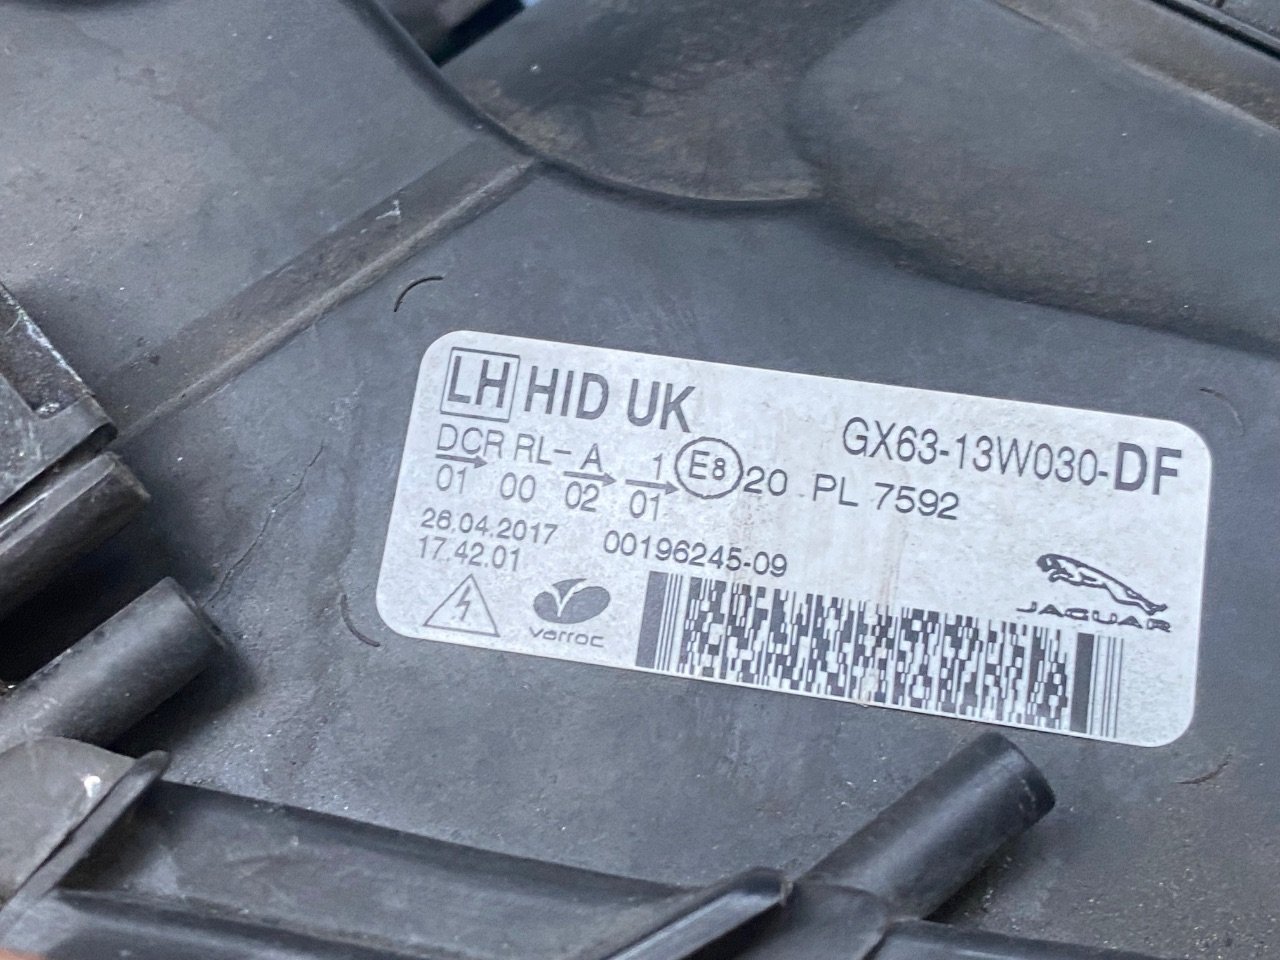 LH HID UK
GX63-13W030-DF
DCR RL- A 1 E8 20 PL 7592
01 00 02 01
26.04.2017
17.42.01
00196245-09
varroc
JAGUAR